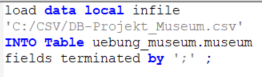 load data local infile
'C:/CSV/DB-Projekt_Museum.csv'
INTO Table uebung_museum.museum
fields terminated by ';' ;